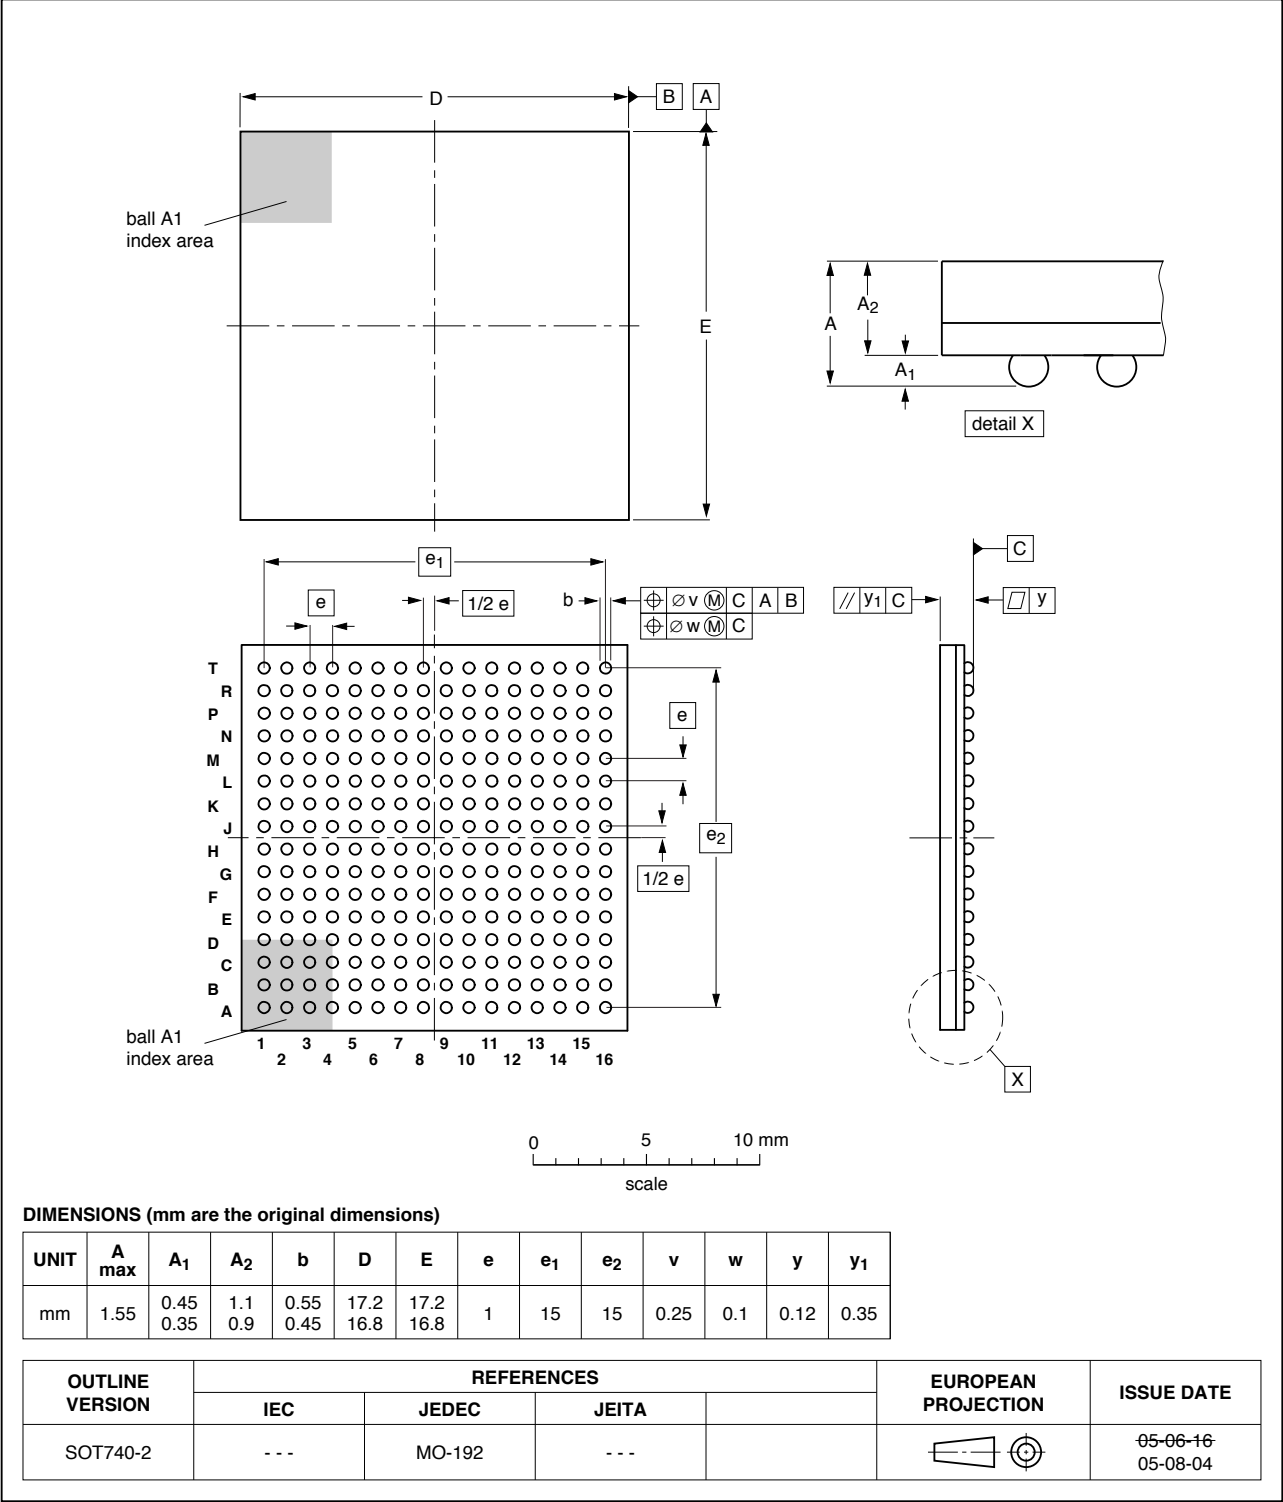 D
B
A
ball A1
index area
E
A
A2
A1
detail X
e1
e
1/2 e
b
⌖ ∅ v Ⓜ C A B
⌖ ∅ w Ⓜ C
// y1 C
C
▱ y
T
R
P
N
M
L
K
J
H
G
F
E
D
C
B
A
e
e2
1/2 e
ball A1
index area
1 3 5 7 9 11 13 15
2 4 6 8 10 12 14 16
X
0 5 10 mm
scale
DIMENSIONS (mm are the original dimensions)
UNIT A max A1 A2 b D E e e1 e2 v w y y1
mm 1.55 0.45 0.35 1.1 0.9 0.55 0.45 17.2 16.8 17.2 16.8 1 15 15 0.25 0.1 0.12 0.35
OUTLINE VERSION REFERENCES EUROPEAN PROJECTION ISSUE DATE
IEC JEDEC JEITA
SOT740-2 - - - MO-192 - - - 05-06-16
05-08-04